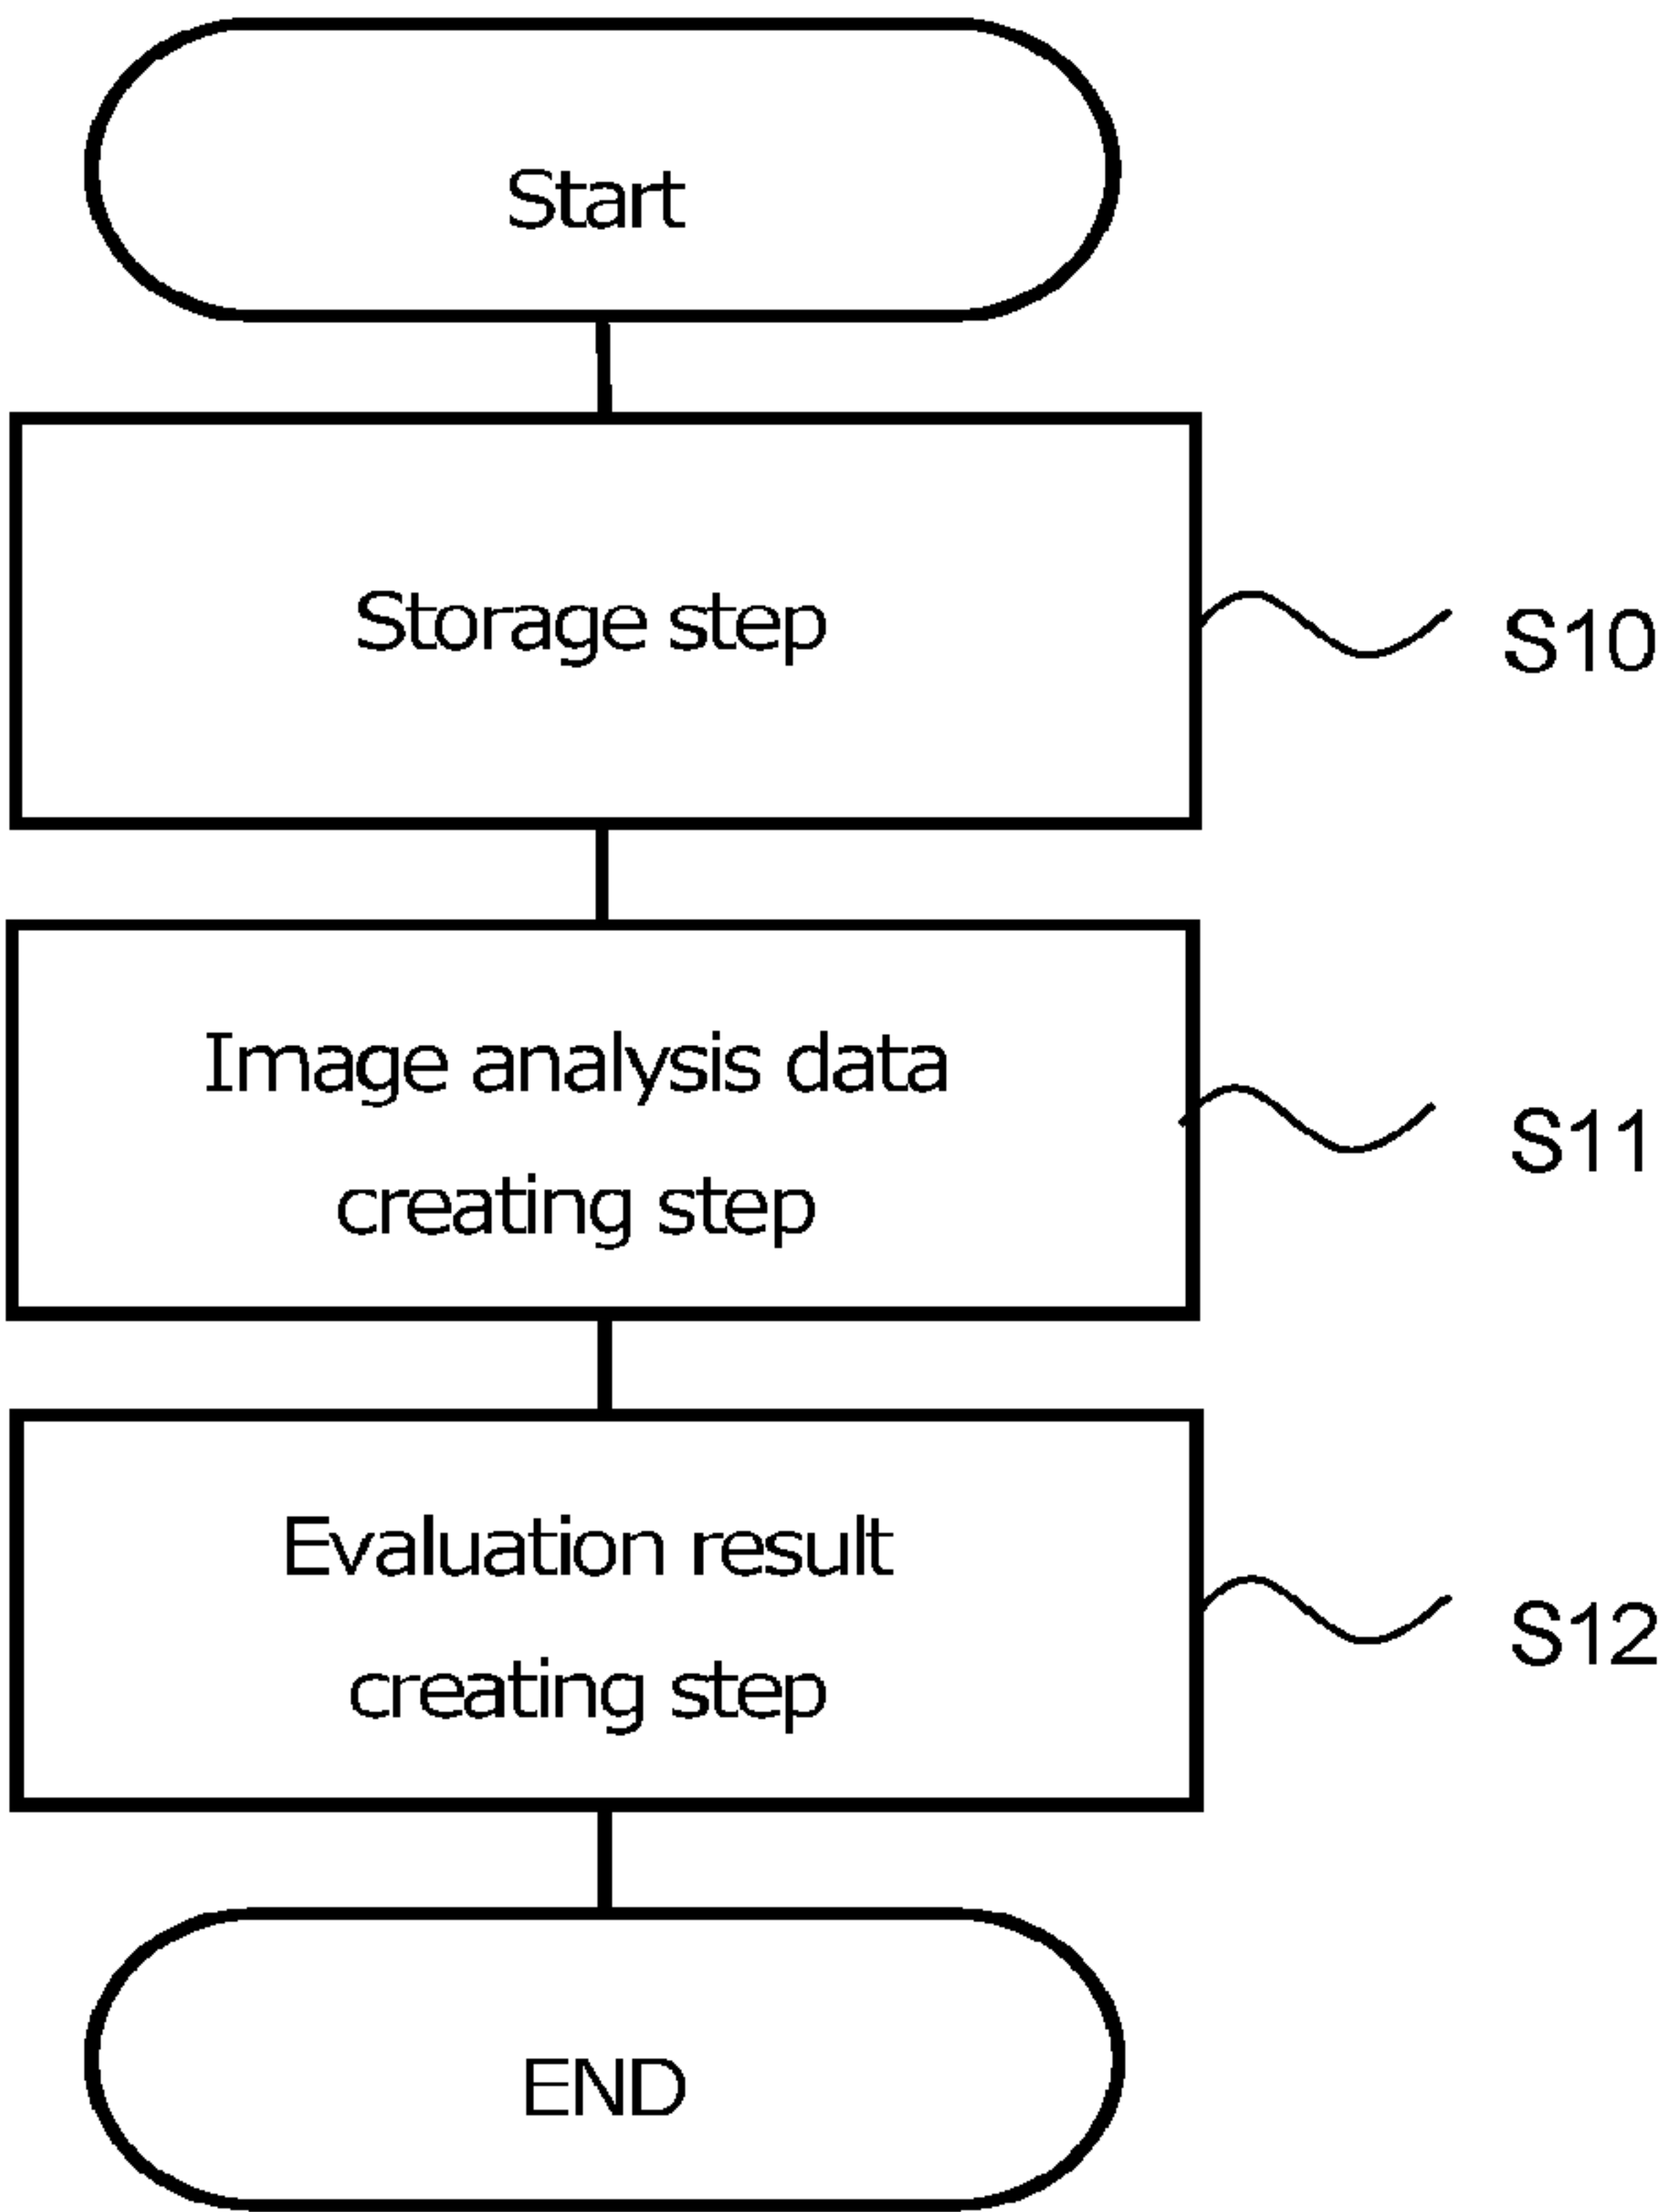 Start
Storage step
S10
Image analysis data
creating step
S11
Evaluation result
creating step
S12
END